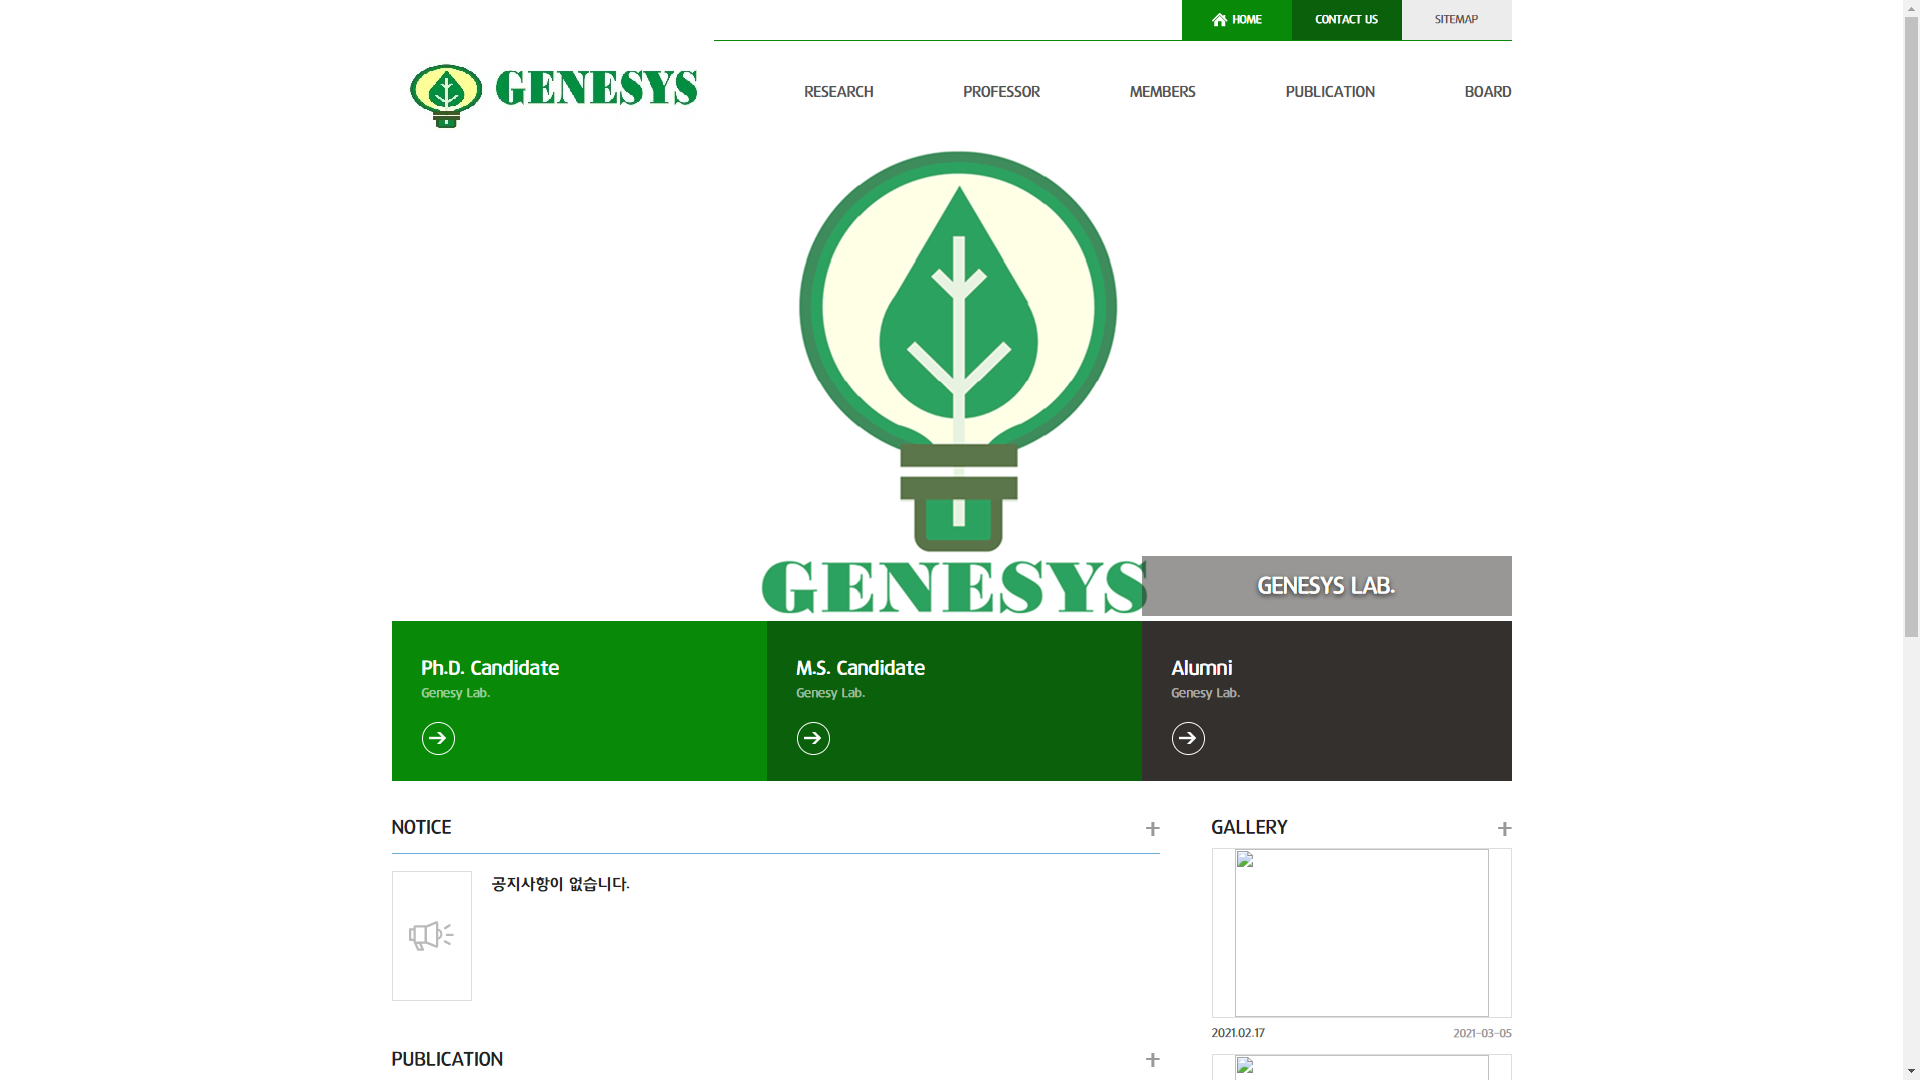 HOME
CONTACT US
SITEMAP
GENESYS
RESEARCH
PROFESSOR
MEMBERS
PUBLICATION
BOARD
GENESYS
GENESYS LAB.
Ph.D. Candidate
Genesy Lab.
M.S. Candidate
Genesy Lab.
Alumni
Genesy Lab.
NOTICE
공지사항이 없습니다.
GALLERY
2021.02.17
2021-03-05
PUBLICATION